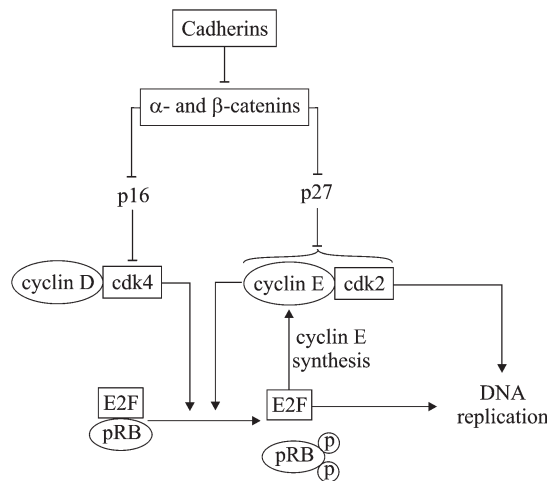 Cadherins
α- and β-catenins
p16
p27
cyclin D
cdk4
cyclin E
cdk2
cyclin E
synthesis
E2F
pRB
E2F
DNA
replication
pRB
p
p